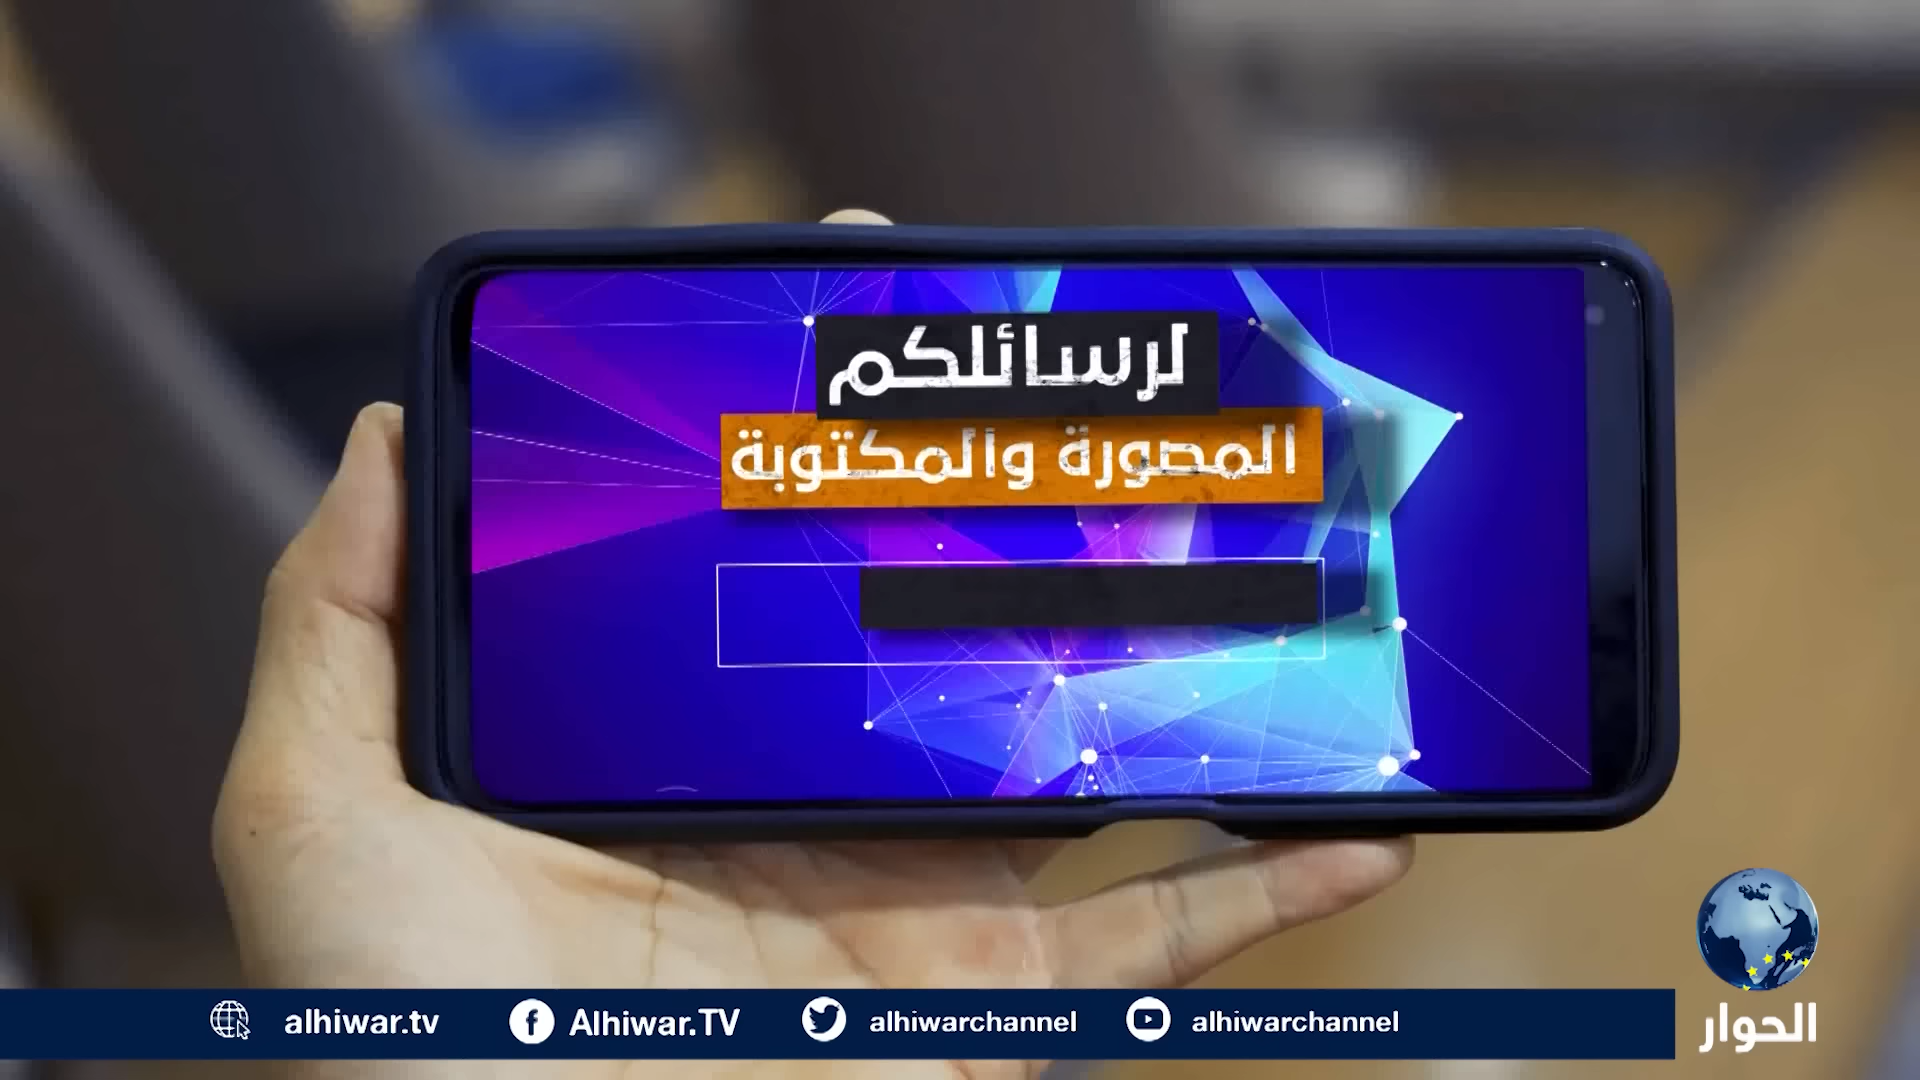 لرسائلكم
المصورة والمكتوبة
alhiwar.tv
Alhiwar.TV
alhiwarchannel
alhiwarchannel
الحوار